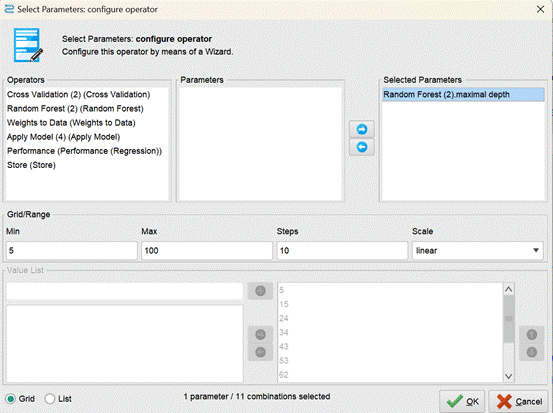 Select Parameters: configure operator
Select Parameters: configure operator
Configure this operator by means of a Wizard.
Operators
Cross Validation (2) (Cross Validation)
Random Forest (2) (Random Forest)
Weights to Data (Weights to Data)
Apply Model (4) (Apply Model)
Performance (Performance (Regression))
Store (Store)
Parameters
Selected Parameters
Random Forest (2).maximal depth
Grid/Range
Min
Max
Steps
Scale
5
100
10
linear
Value List
5
15
24
34
43
53
62
Grid
List
1 parameter / 11 combinations selected
OK
Cancel